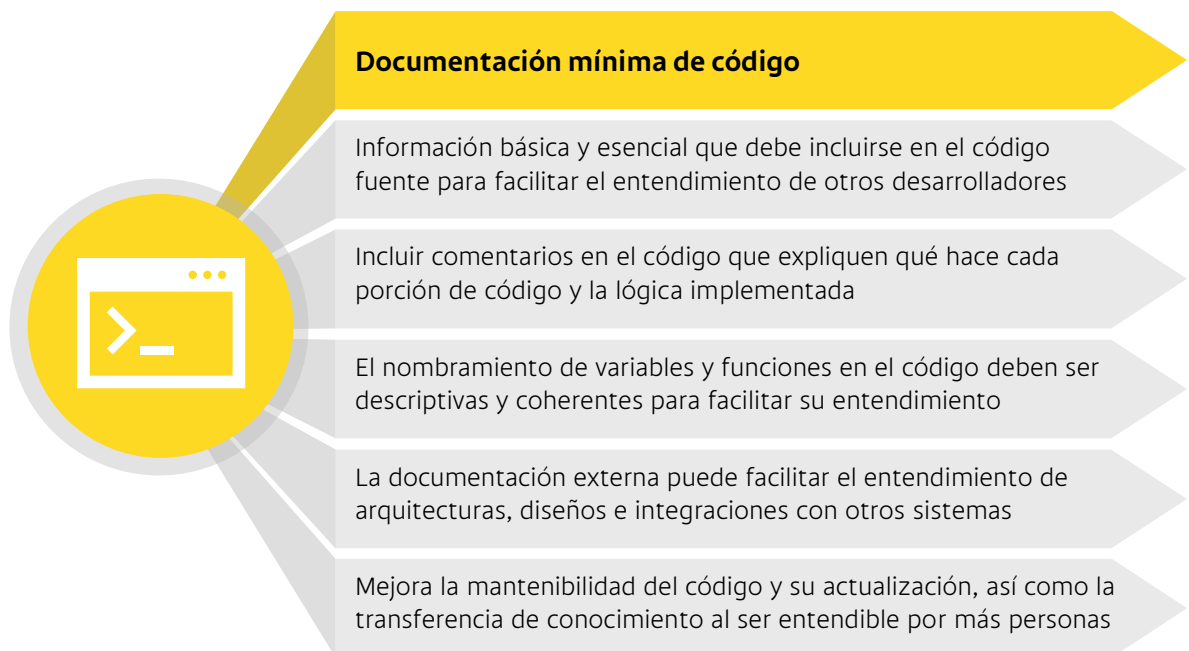 Documentación mínima de código
Información básica y esencial que debe incluirse en el código
fuente para facilitar el entendimiento de otros desarrolladores
Incluir comentarios en el código que expliquen qué hace cada
porción de código y la lógica implementada
El nombramiento de variables y funciones en el código deben ser
descriptivas y coherentes para facilitar su entendimiento
La documentación externa puede facilitar el entendimiento de
arquitecturas, diseños e integraciones con otros sistemas
Mejora la mantenibilidad del código y su actualización, así como la
transferencia de conocimiento al ser entendible por más personas